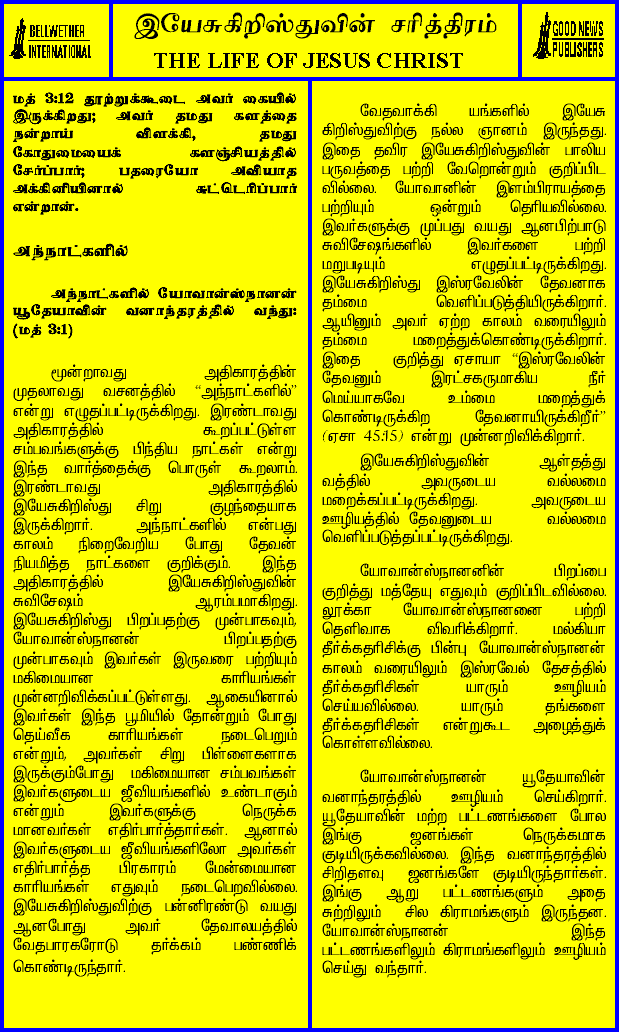 BELLWETHER
INTERNATIONAL
இயேசுகிறிஸ்துவின் சரித்திரம்
THE LIFE OF JESUS CHRIST
GOOD NEWS
PUBLISHERS
மத் 3:12 தூற்றுக்கூடை அவர் கையில்
இருக்கிறது; அவர் தமது களத்தை
நன்றாய் விளக்கி, தமது
கோதுமையைக் களஞ்சியத்தில்
சேர்ப்பார்; பதரையோ அவியாத
அக்கினியினால் சுட்டெரிப்பார்
என்றான்.
அந்நாட்களில்
அந்நாட்களில் யோவான்ஸ்நானன்
யூதேயாவின் வனாந்தரத்தில் வந்து:
(மத் 3:1)
மூன்றாவது அதிகாரத்தின்
முதலாவது வசனத்தில் “அந்நாட்களில்”
என்று எழுதப்பட்டிருக்கிறது. இரண்டாவது
அதிகாரத்தில் கூறப்பட்டுள்ள
சம்பவங்களுக்கு பிந்திய நாட்கள் என்று
இந்த வார்த்தைக்கு பொருள் கூறலாம்.
இரண்டாவது அதிகாரத்தில்
இயேசுகிறிஸ்து சிறு குழந்தையாக
இருக்கிறார். அந்நாட்களில் என்பது
காலம் நிறைவேறிய போது தேவன்
நியமித்த நாட்களை குறிக்கும். இந்த
அதிகாரத்தில் இயேசுகிறிஸ்துவின்
சுவிசேஷம் ஆரம்பமாகிறது.
இயேசுகிறிஸ்து பிறப்பதற்கு முன்பாகவும்,
யோவான்ஸ்நானன் பிறப்பதற்கு
முன்பாகவும் இவர்கள் இருவரை பற்றியும்
மகிமையான காரியங்கள்
முன்னறிவிக்கப்பட்டுள்ளது. ஆகையினால்
இவர்கள் இந்த பூமியில் தோன்றும் போது
தெய்வீக காரியங்கள் நடைபெறும்
என்றும், அவர்கள் சிறு பிள்ளைகளாக
இருக்கும்போது மகிமையான சம்பவங்கள்
இவர்களுடைய ஜீவியங்களில் உண்டாகும்
என்றும் இவர்களுக்கு நெருக்க
மானவர்கள் எதிர்பார்த்தார்கள். ஆனால்
இவர்களுடைய ஜீவியங்களிலோ அவர்கள்
எதிர்பார்த்த பிரகாரம் மேன்மையான
காரியங்கள் எதுவும் நடைபெறவில்லை.
இயேசுகிறிஸ்துவிற்கு பன்னிரண்டு வயது
ஆனபோது அவர் தேவாலயத்தில்
வேதபாரகரோடு தர்க்கம் பண்ணிக்
கொண்டிருந்தார்.
வேதவாக்கி யங்களில் இயேசு
கிறிஸ்துவிற்கு நல்ல ஞானம் இருந்தது.
இதை தவிர இயேசுகிறிஸ்துவின் பாலிய
பருவத்தை பற்றி வேறொன்றும் குறிப்பிட
வில்லை. யோவானின் இளம்பிராயத்தை
பற்றியும் ஒன்றும் தெரியவில்லை.
இவர்களுக்கு முப்பது வயது ஆனபிற்பாடு
சுவிசேஷங்களில் இவர்களை பற்றி
மறுபடியும் எழுதப்பட்டிருக்கிறது.
இயேசுகிறிஸ்து இஸ்ரவேலின் தேவனாக
தம்மை வெளிப்படுத்தியிருக்கிறார்.
ஆயினும் அவர் ஏற்ற காலம் வரையிலும்
தம்மை மறைத்துக்கொண்டிருக்கிறார்.
இதை குறித்து ஏசாயா “இஸ்ரவேலின்
தேவனும் இரட்சகருமாகிய நீர்
மெய்யாகவே உம்மை மறைத்துக்
கொண்டிருக்கிற தேவனாயிருக்கிறீர்”
(ஏசா 45:15) என்று முன்னறிவிக்கிறார்.
இயேசுகிறிஸ்துவின் ஆள்தத்து
வத்தில் அவருடைய வல்லமை
மறைக்கப்பட்டிருக்கிறது. அவருடைய
ஊழியத்தில் தேவனுடைய வல்லமை
வெளிப்படுத்தப்பட்டிருக்கிறது.
யோவான்ஸ்நானனின் பிறப்பை
குறித்து மத்தேயு எதுவும் குறிப்பிடவில்லை.
லூக்கா யோவான்ஸ்நானனை பற்றி
தெளிவாக விவரிக்கிறார். மல்கியா
தீர்க்கதரிசிக்கு பின்பு யோவான்ஸ்நானன்
காலம் வரையிலும் இஸ்ரவேல் தேசத்தில்
தீர்க்கதரிசிகள் யாரும் ஊழியம்
செய்யவில்லை. யாரும் தங்களை
தீர்க்கதரிசிகள் என்றுகூட அழைத்துக்
கொள்ளவில்லை.
யோவான்ஸ்நானன் யூதேயாவின்
வனாந்தரத்தில் ஊழியம் செய்கிறார்.
யூதேயாவின் மற்ற பட்டணங்களை போல
இங்கு ஜனங்கள் நெருக்கமாக
குடியிருக்கவில்லை. இந்த வனாந்தரத்தில்
சிறிதளவு ஜனங்களே குடியிருந்தார்கள்.
இங்கு ஆறு பட்டணங்களும் அதை
சுற்றிலும் சில கிராமங்களும் இருந்தன.
யோவான்ஸ்நானன் இந்த
பட்டணங்களிலும் கிராமங்களிலும் ஊழியம்
செய்து வந்தார்.